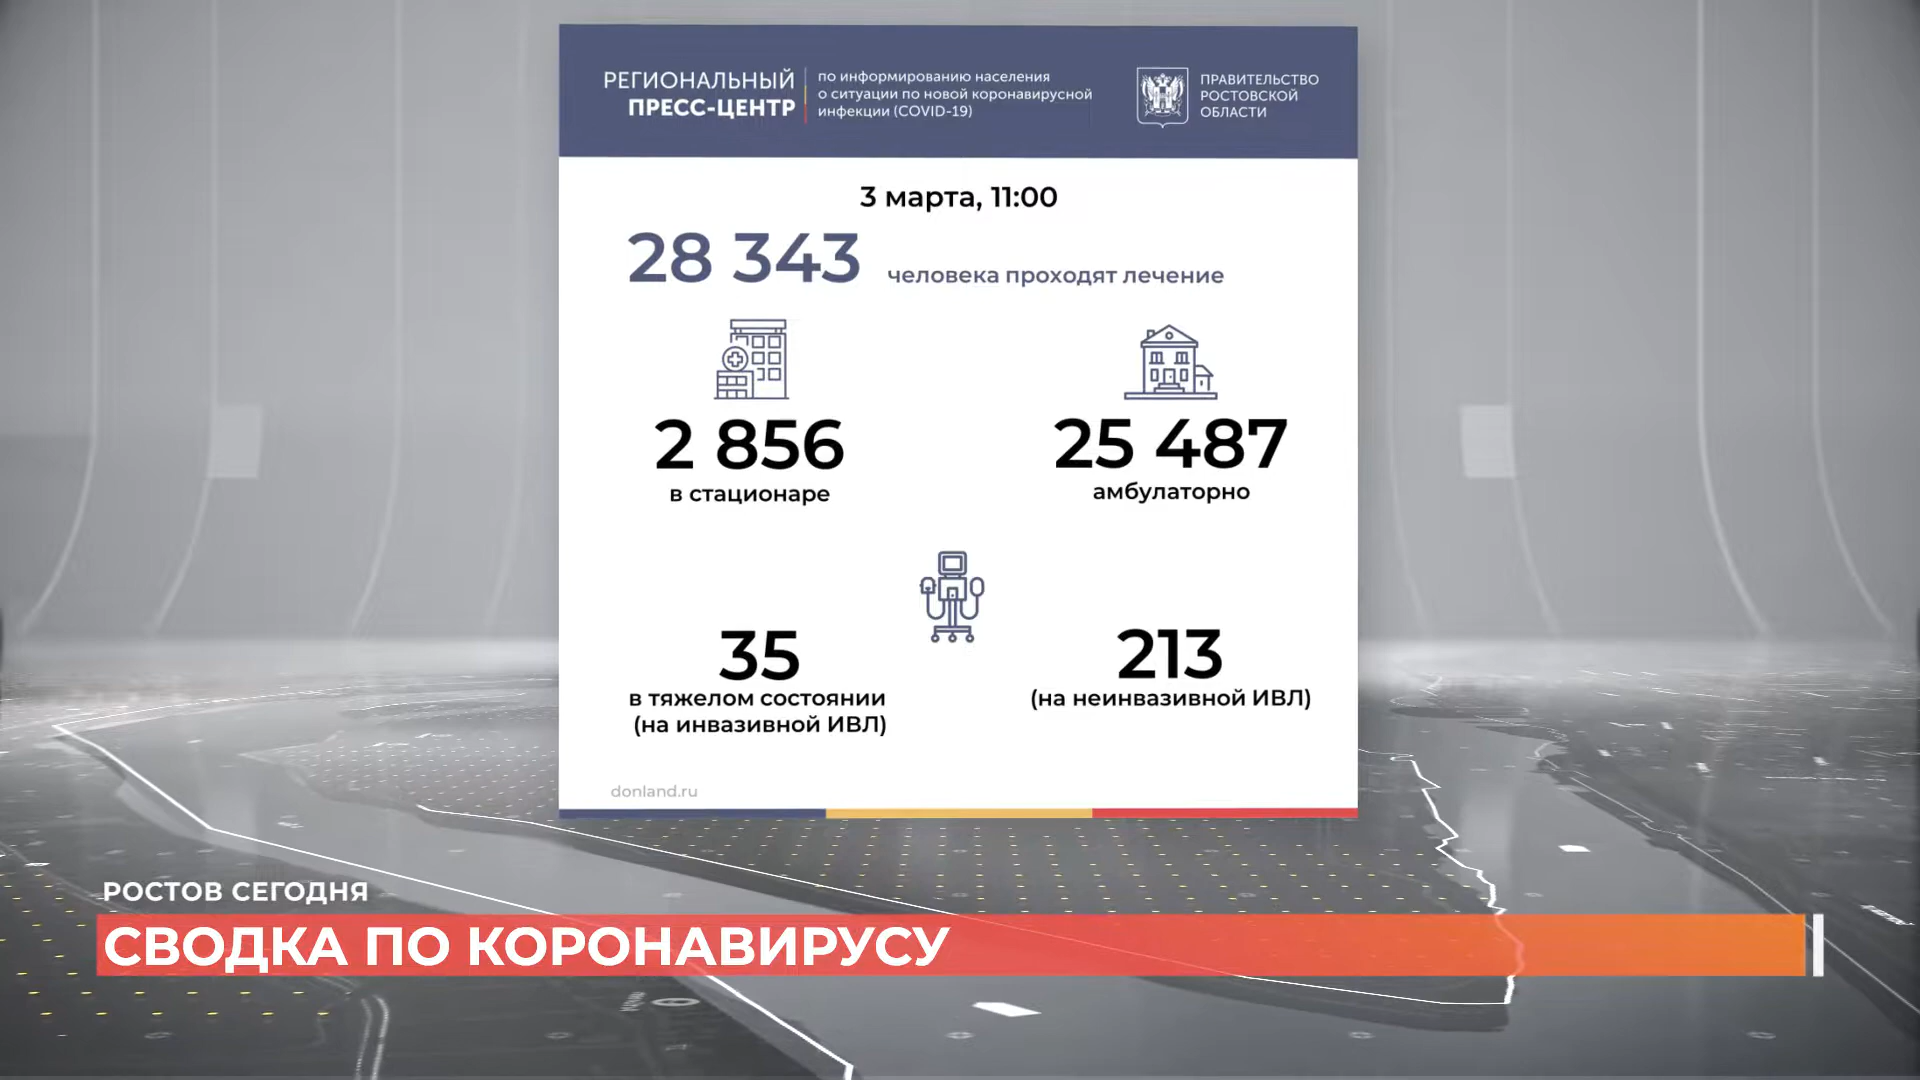 РЕГИОНАЛЬНЫЙ
ПРЕСС-ЦЕНТР
по информированию населения
о ситуации по новой коронавирусной
инфекции (COVID-19)
ПРАВИТЕЛЬСТВО
РОСТОВСКОЙ
ОБЛАСТИ
3 марта, 11:00
28 343 человека проходят лечение
2 856
в стационаре
25 487
амбулаторно
35
в тяжелом состоянии
(на инвазивной ИВЛ)
213
(на неинвазивной ИВЛ)
donland.ru
РОСТОВ СЕГОДНЯ
СВОДКА ПО КОРОНАВИРУСУ